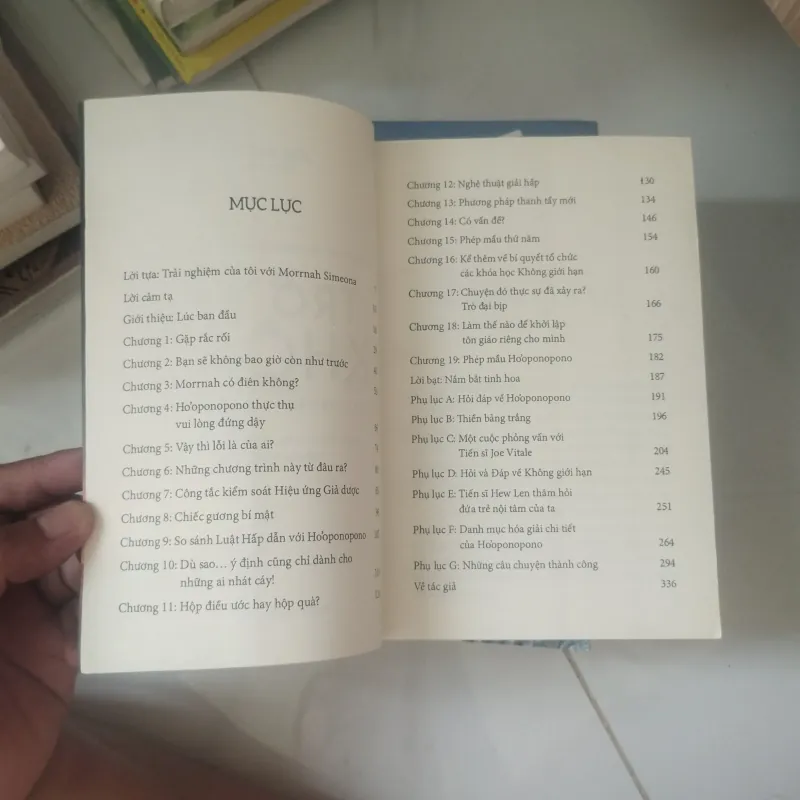 MỤC LỤC
Lời tựa: Trải nghiệm của tôi với Morrnah Simeona
Lời cảm tạ
Giới thiệu: Lúc ban đầu
Chương 1: Gặp rắc rối
Chương 2: Bạn sẽ không bao giờ còn như trước
Chương 3: Morrnah có điên không?
Chương 4: Ho'oponopono thực thụ
vui lòng đứng dậy
Chương 5: Vậy thì lỗi là của ai?
Chương 6: Những chương trình này từ đâu ra?
Chương 7: Công tắc kiểm soát Hiệu ứng Giả dược
Chương 8: Chiếc gương bí mật
Chương 9: So sánh Luật Hấp dẫn với Ho'oponopono
Chương 10: Dù sao... ý định cũng chỉ dành cho
những ai nhát cáy!
Chương 11: Hộp điều ước hay hộp quà?
Chương 12: Nghệ thuật giải hấp 130
Chương 13: Phương pháp thanh tẩy mới 134
Chương 14: Có vấn đề? 146
Chương 15: Phép mầu thứ năm 154
Chương 16: Kể thêm về bí quyết tổ chức
các khóa học Không giới hạn 160
Chương 17: Chuyện đó thực sự đã xảy ra?
Trò đại bịp 166
Chương 18: Làm thế nào để khởi lập
tôn giáo riêng cho mình 175
Chương 19: Phép mầu Ho'oponopono 182
Lời bạt: Nắm bắt tinh hoa 187
Phụ lục A: Hỏi đáp về Ho'oponopono 191
Phụ lục B: Thiền bảng trắng 196
Phụ lục C: Một cuộc phỏng vấn với
Tiến sĩ Joe Vitale 204
Phụ lục D: Hỏi và Đáp về Không giới hạn 245
Phụ lục E: Tiến sĩ Hew Len thăm hỏi
đứa trẻ nội tâm của ta 251
Phụ lục F: Danh mục hóa giải chi tiết
của Ho'oponopono 264
Phụ lục G: Những câu chuyện thành công 294
Về tác giả 336